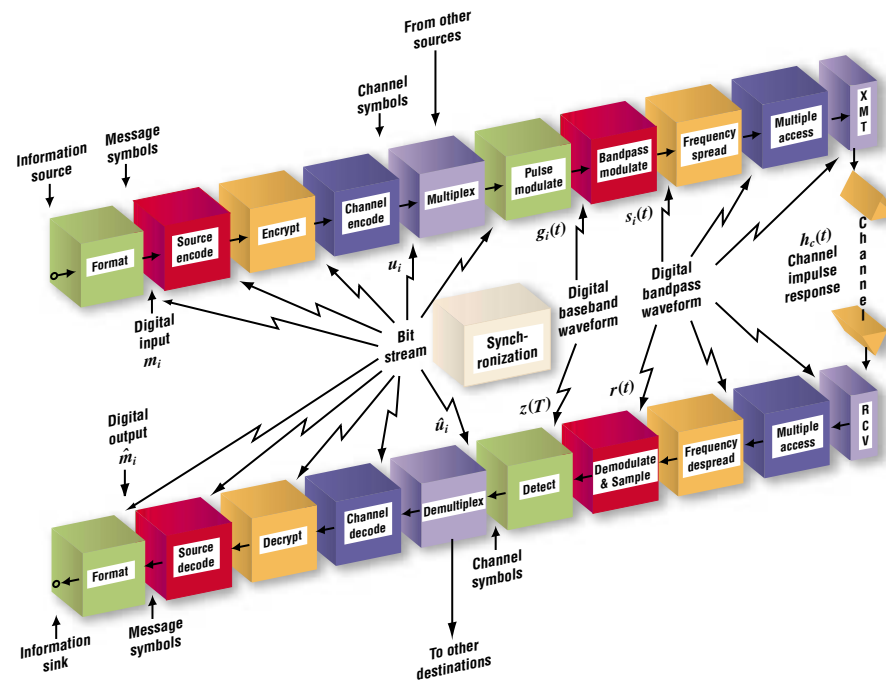 From other
sources
Channel
symbols
Message
symbols
Information
source
Format
Source
encode
Encrypt
Channel
encode
Multiplex
Pulse
modulate
Bandpass
modulate
Frequency
spread
Multiple
access
X
M
T
u_i
g_i(t)
s_i(t)
h_c(t)
Channel
impulse
response
C
h
a
n
n
e
l
Digital
input
m_i
Bit
stream
Synch-
ronization
Digital
baseband
waveform
Digital
bandpass
waveform
Digital
output
m̂_i
û_i
z(T)
r(t)
Format
Source
decode
Decrypt
Channel
decode
Demultiplex
Detect
Demodulate
& Sample
Frequency
despread
Multiple
access
R
C
V
Information
sink
Message
symbols
Channel
symbols
To other
destinations